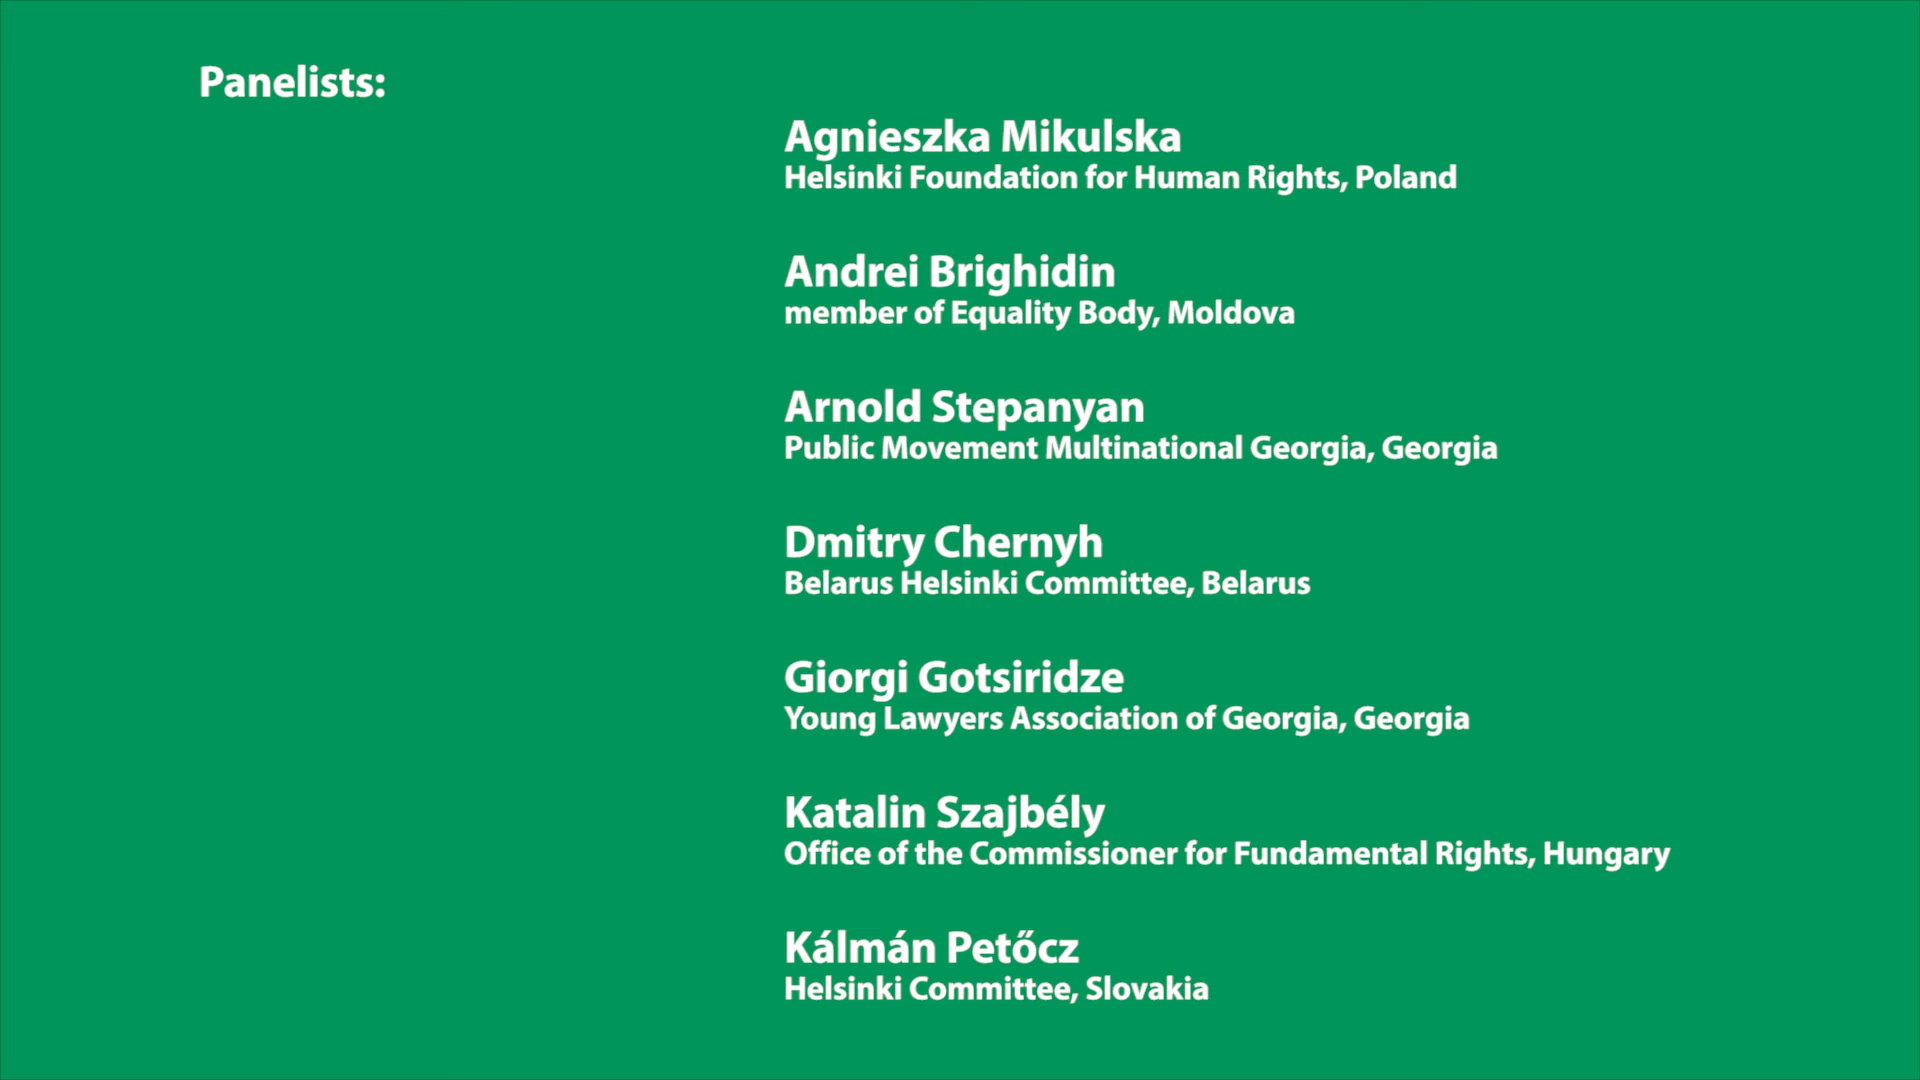 Panelists:
Agnieszka Mikulska
Helsinki Foundation for Human Rights, Poland
Andrei Brighidin
member of Equality Body, Moldova
Arnold Stepanyan
Public Movement Multinational Georgia, Georgia
Dmitry Chernyh
Belarus Helsinki Committee, Belarus
Giorgi Gotsiridze
Young Lawyers Association of Georgia, Georgia
Katalin Szajbély
Office of the Commissioner for Fundamental Rights, Hungary
Kálmán Petőcz
Helsinki Committee, Slovakia